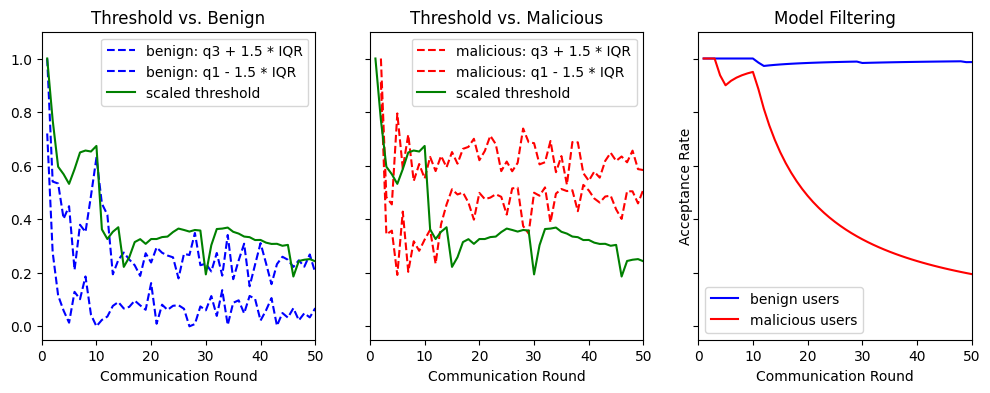 Threshold vs. Benign
benign: q3 + 1.5 * IQR
benign: q1 - 1.5 * IQR
scaled threshold
1.0
0.8
0.6
0.4
0.2
0.0
0 10 20 30 40 50
Communication Round
Threshold vs. Malicious
malicious: q3 + 1.5 * IQR
malicious: q1 - 1.5 * IQR
scaled threshold
0 10 20 30 40 50
Communication Round
Model Filtering
Acceptance Rate
benign users
malicious users
0 10 20 30 40 50
Communication Round